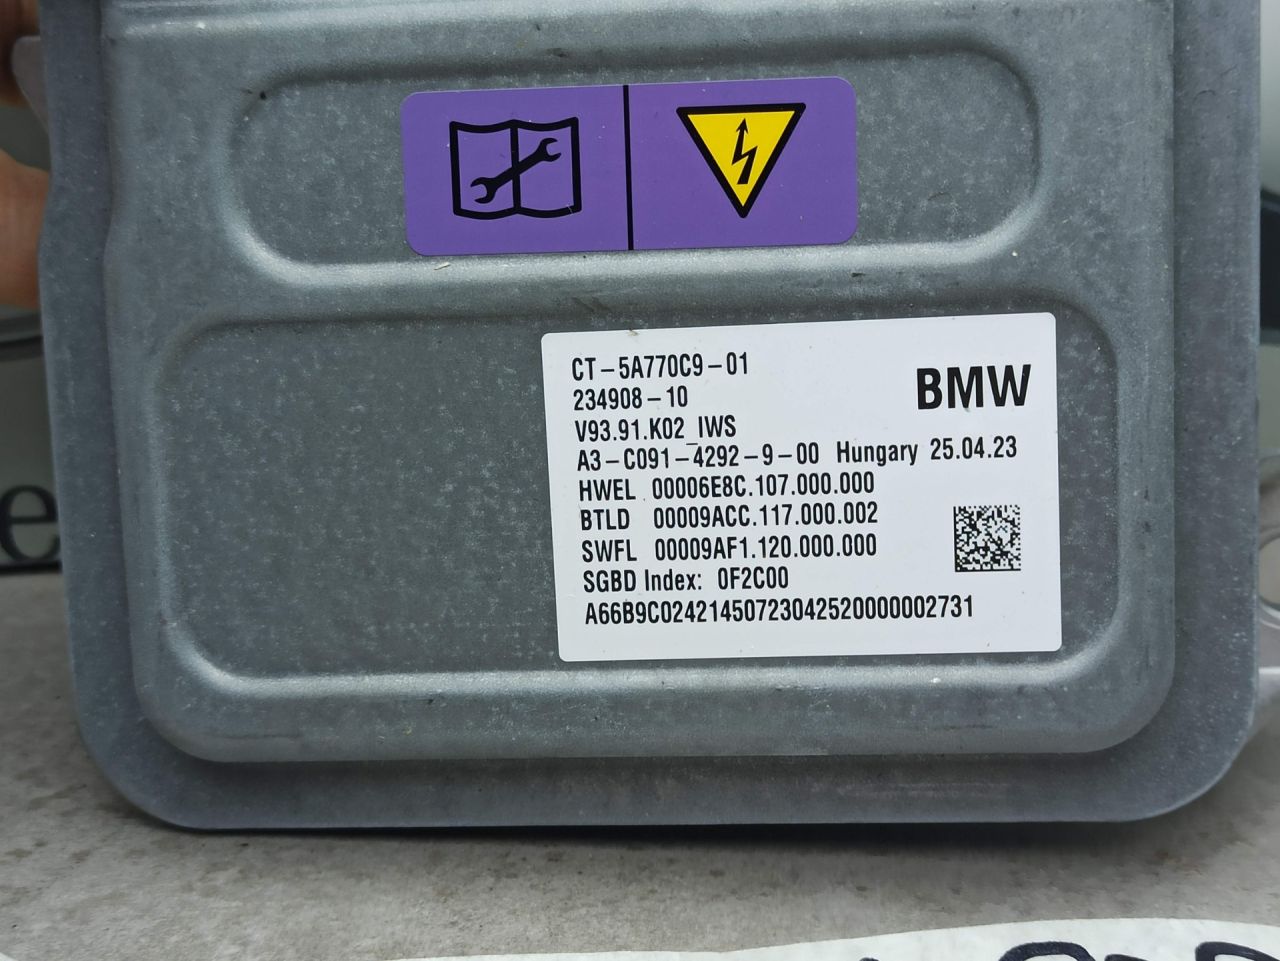 CT-5A770C9-01
BMW
234908-10
V93.91.K02_IWS
A3-C091-4292-9-00 Hungary 25.04.23
HWEL 00006E8C.107.000.000
BTLD 00009ACC.117.000.002
SWFL 00009AF1.120.000.000
SGBD Index: 0F2C00
A66B9C02421450723042520000002731
e